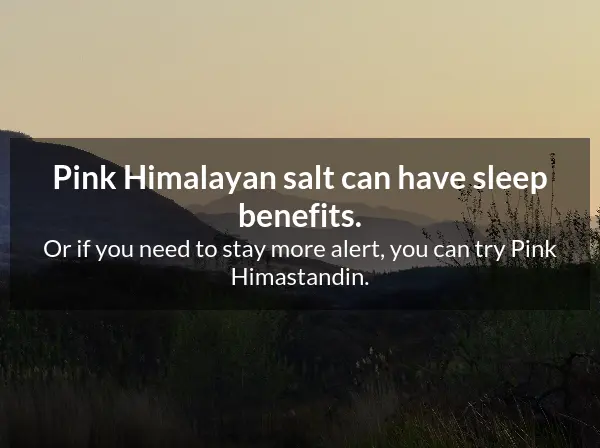 Pink Himalayan salt can have sleep
benefits.
Or if you need to stay more alert, you can try Pink
Himastandin.